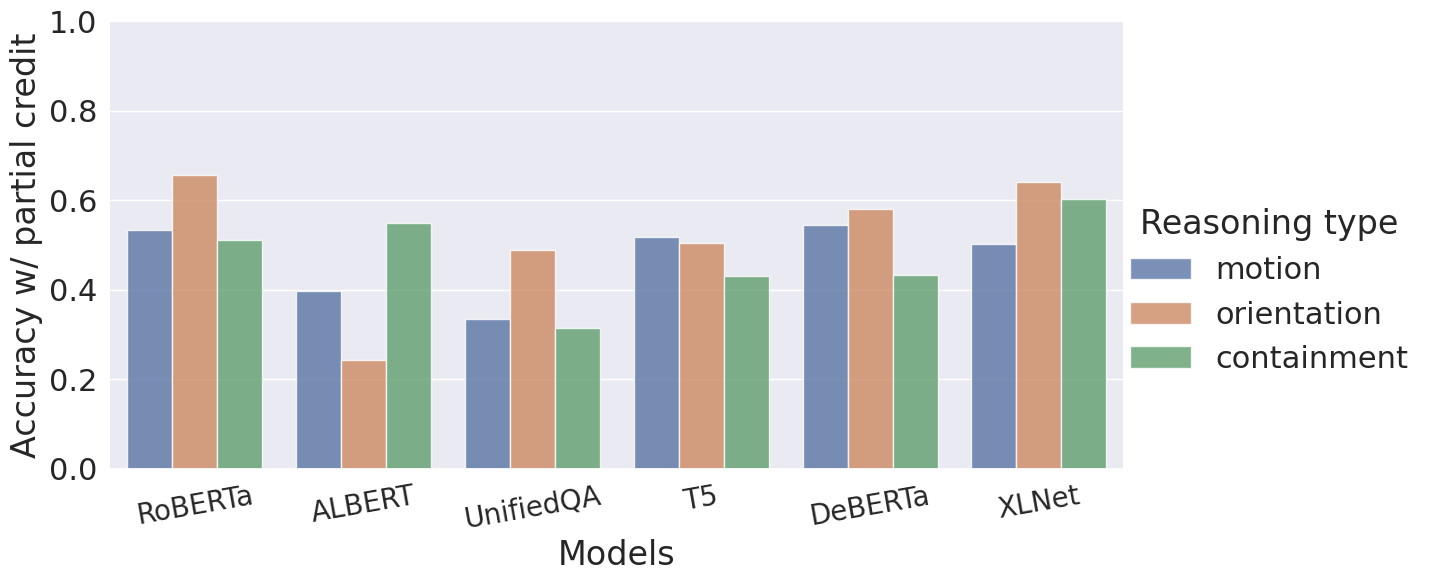 Accuracy w/ partial credit
1.0
0.8
0.6
0.4
0.2
0.0
RoBERTa
ALBERT
UnifiedQA
T5
DeBERTa
XLNet
Models
Reasoning type
motion
orientation
containment